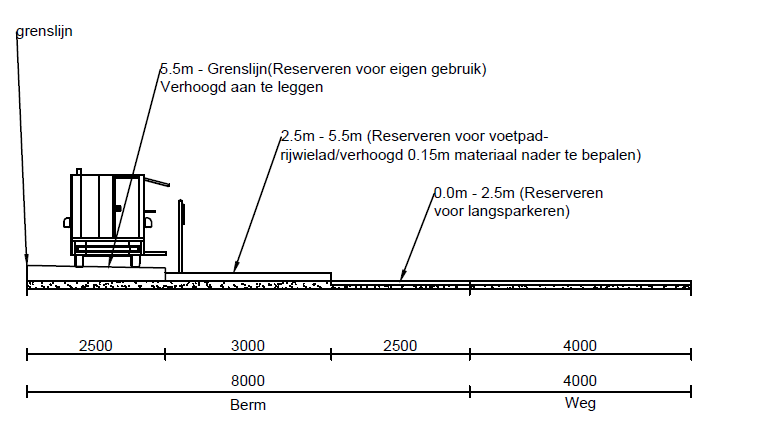 grenslijn
5.5m - Grenslijn(Reserveren voor eigen gebruik)
Verhoogd aan te leggen
2.5m - 5.5m (Reserveren voor voetpad-
rijwielad/verhoogd 0.15m materiaal nader te bepalen)
0.0m - 2.5m (Reserveren
voor langsparkeren)
2500 3000 2500 4000
8000 4000
Berm Weg